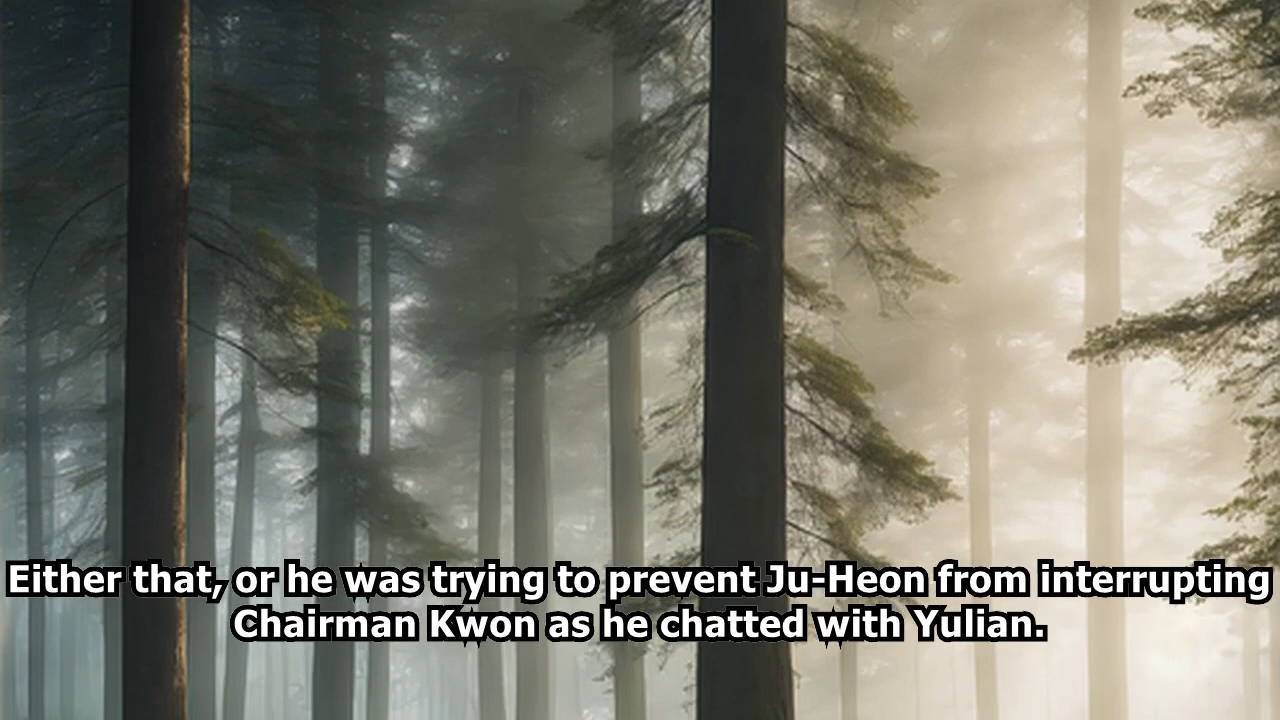 Either that, or he was trying to prevent Ju-Heon from interrupting
Chairman Kwon as he chatted with Yulian.